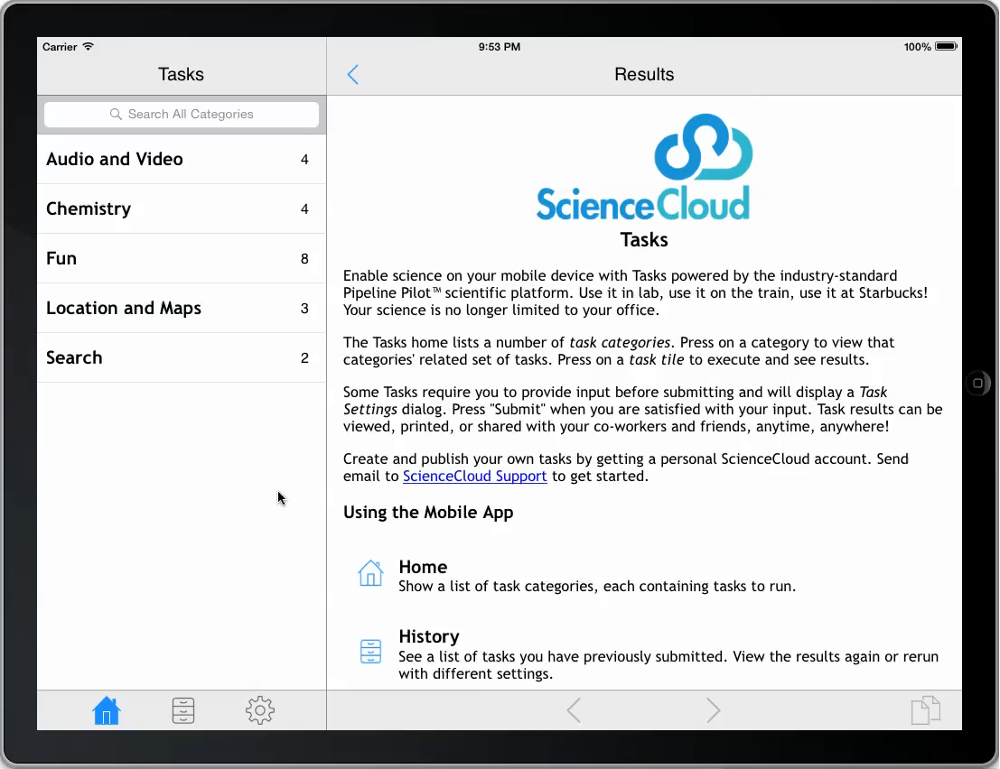 Carrier
9:53 PM
100%
Tasks
Results
Search All Categories
Audio and Video 4
Chemistry 4
Fun 8
Location and Maps 3
Search 2
ScienceCloud
Tasks
Enable science on your mobile device with Tasks powered by the industry-standard
Pipeline Pilot™ scientific platform. Use it in lab, use it on the train, use it at Starbucks!
Your science is no longer limited to your office.
The Tasks home lists a number of task categories. Press on a category to view that
categories' related set of tasks. Press on a task tile to execute and see results.
Some Tasks require you to provide input before submitting and will display a Task
Settings dialog. Press "Submit" when you are satisfied with your input. Task results can be
viewed, printed, or shared with your co-workers and friends, anytime, anywhere!
Create and publish your own tasks by getting a personal ScienceCloud account. Send
email to ScienceCloud Support to get started.
Using the Mobile App
Home
Show a list of task categories, each containing tasks to run.
History
See a list of tasks you have previously submitted. View the results again or rerun
with different settings.